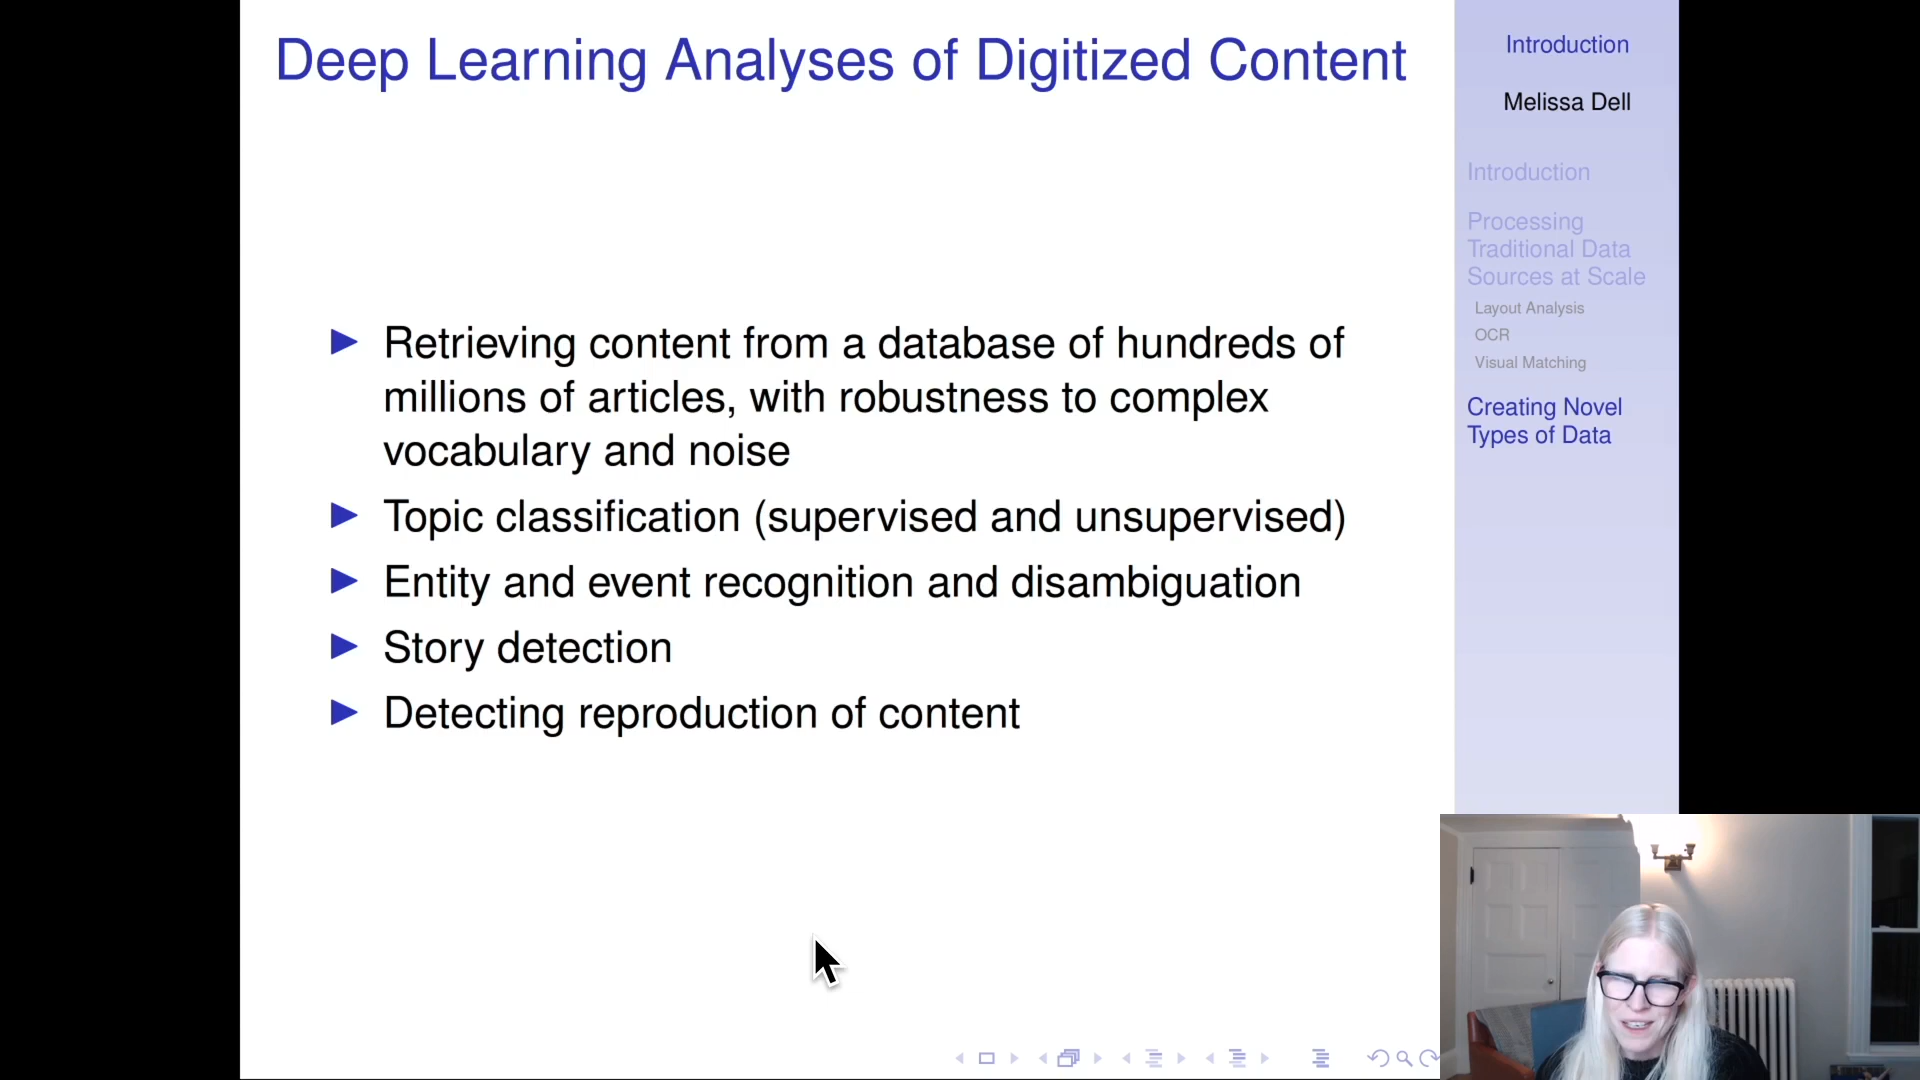 Deep Learning Analyses of Digitized Content
Retrieving content from a database of hundreds of
millions of articles, with robustness to complex
vocabulary and noise
Topic classification (supervised and unsupervised)
Entity and event recognition and disambiguation
Story detection
Detecting reproduction of content
Introduction
Melissa Dell
Introduction
Processing
Traditional Data
Sources at Scale
Layout Analysis
OCR
Visual Matching
Creating Novel
Types of Data